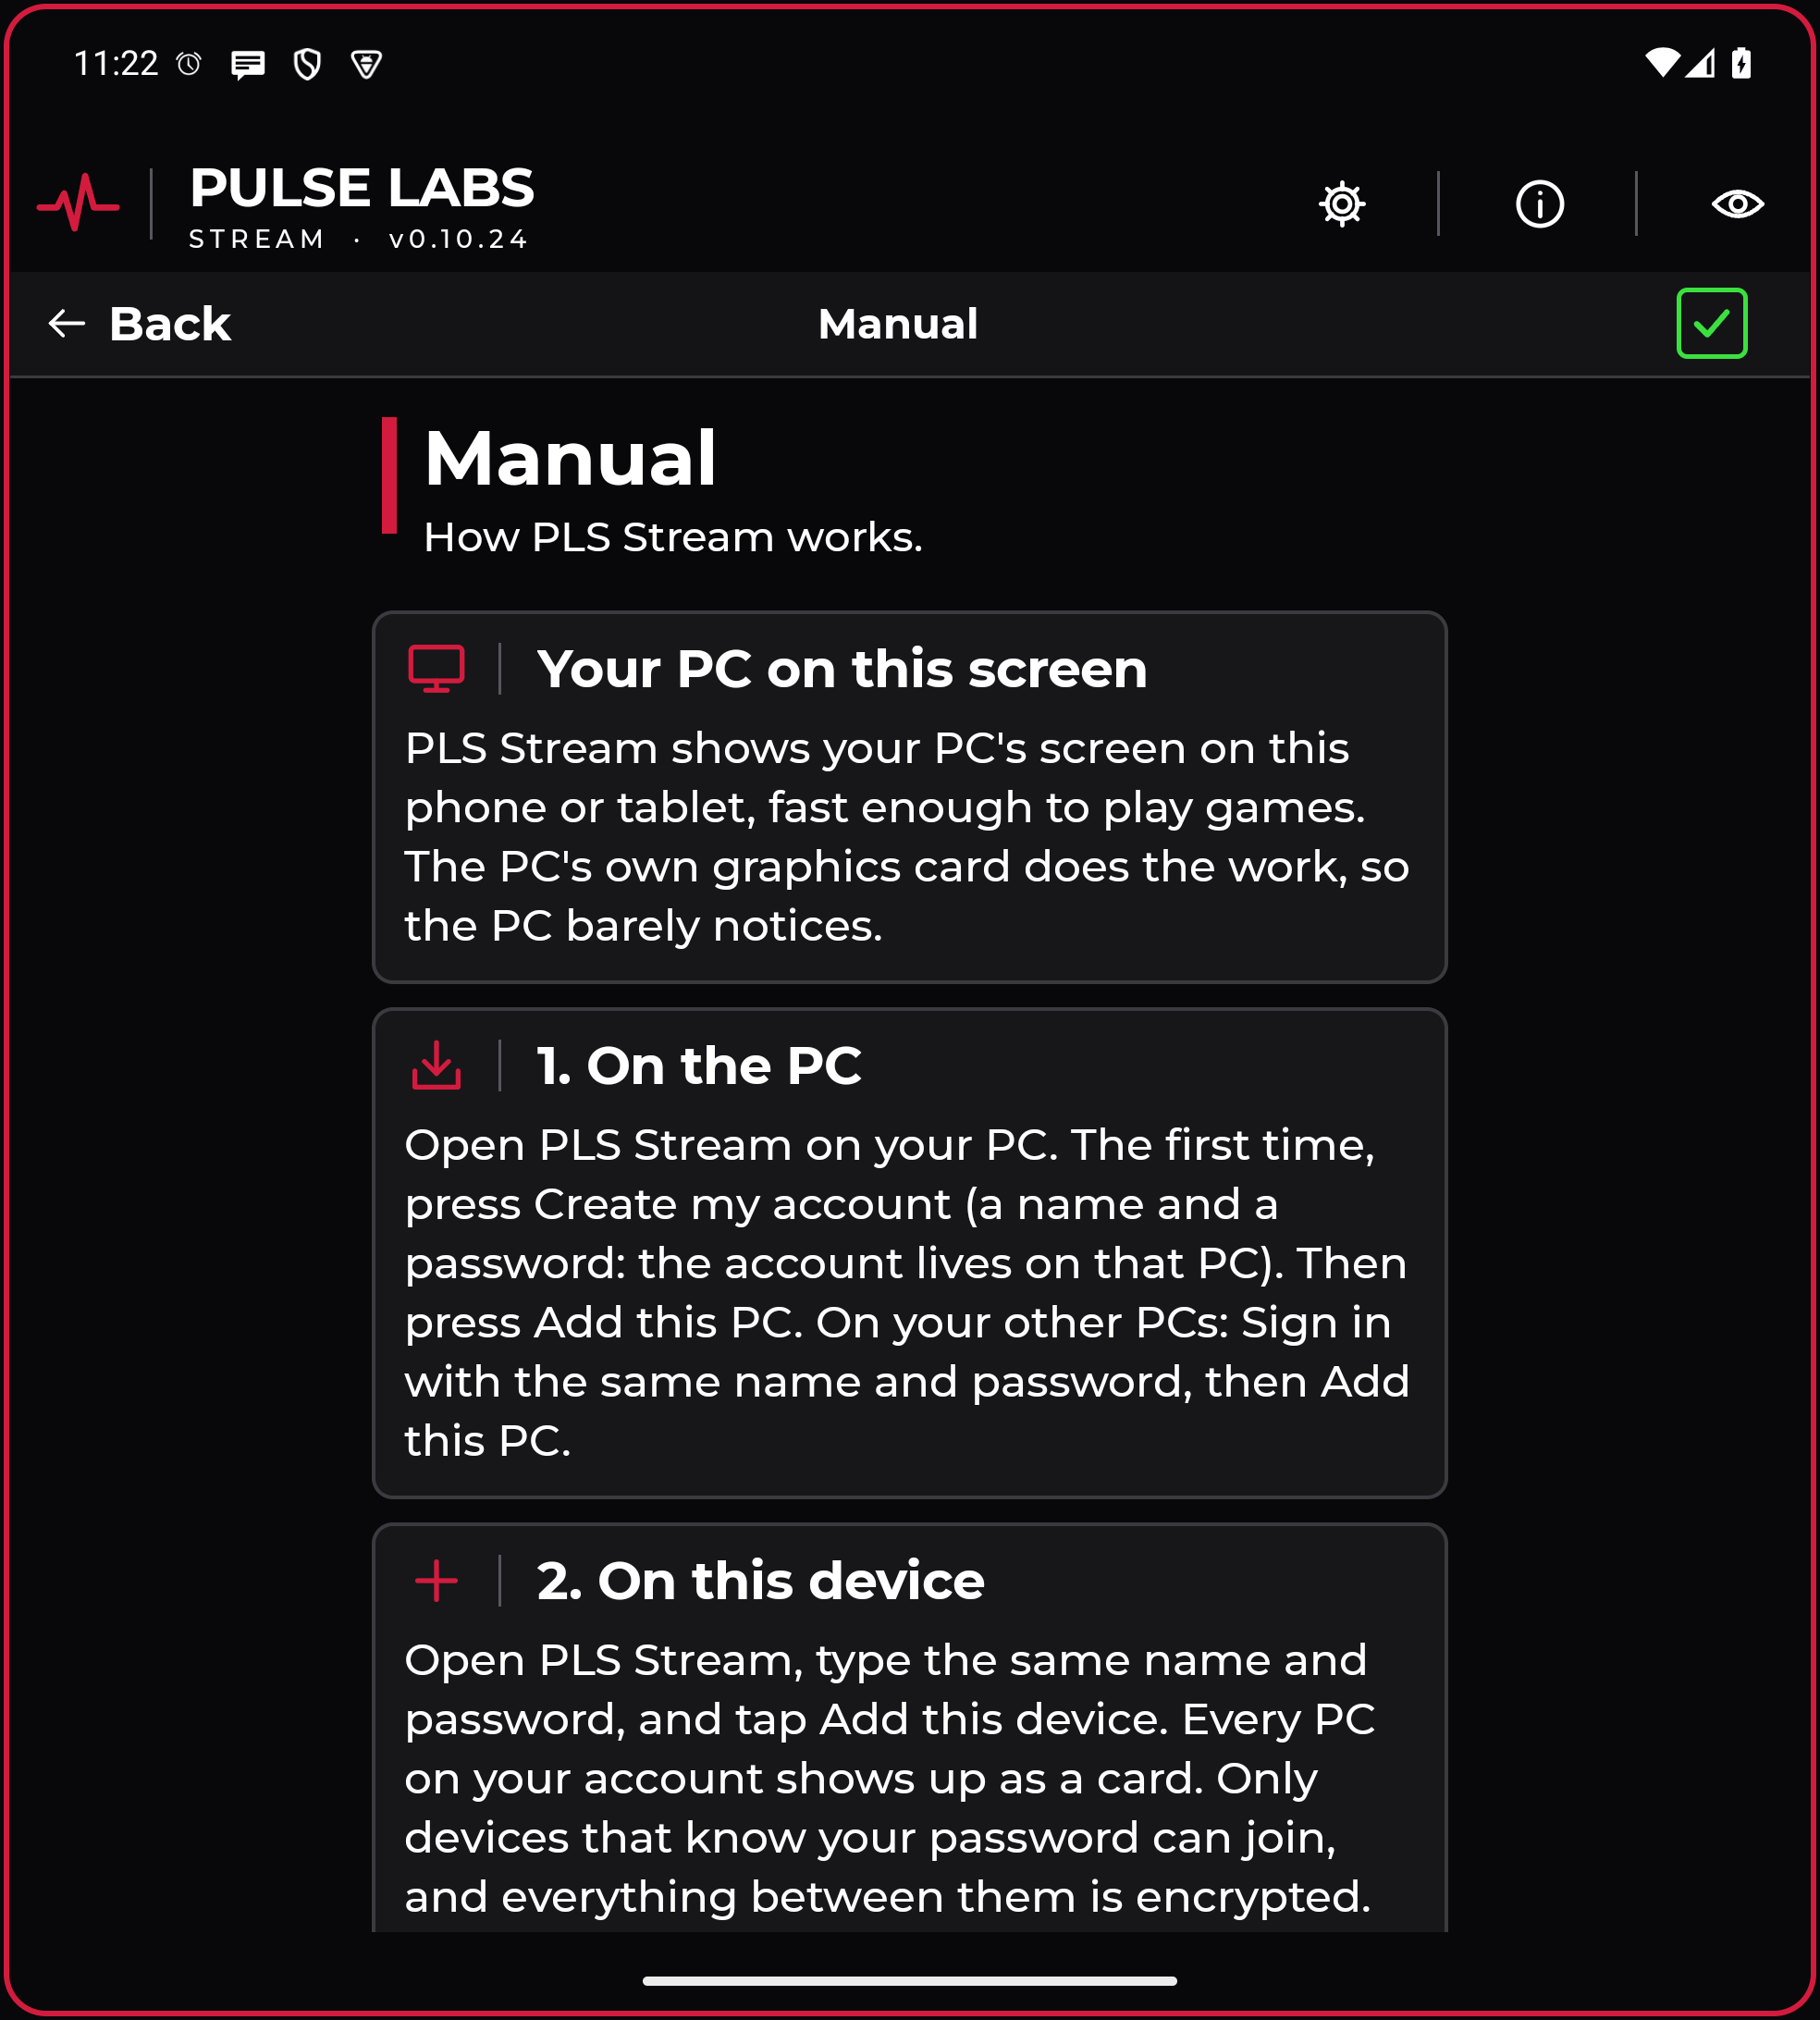 11:22
PULSE LABS
STREAM · v0.10.24
Back
Manual
Manual
How PLS Stream works.
Your PC on this screen
PLS Stream shows your PC's screen on this
phone or tablet, fast enough to play games.
The PC's own graphics card does the work, so
the PC barely notices.
1. On the PC
Open PLS Stream on your PC. The first time,
press Create my account (a name and a
password: the account lives on that PC). Then
press Add this PC. On your other PCs: Sign in
with the same name and password, then Add
this PC.
2. On this device
Open PLS Stream, type the same name and
password, and tap Add this device. Every PC
on your account shows up as a card. Only
devices that know your password can join,
and everything between them is encrypted.